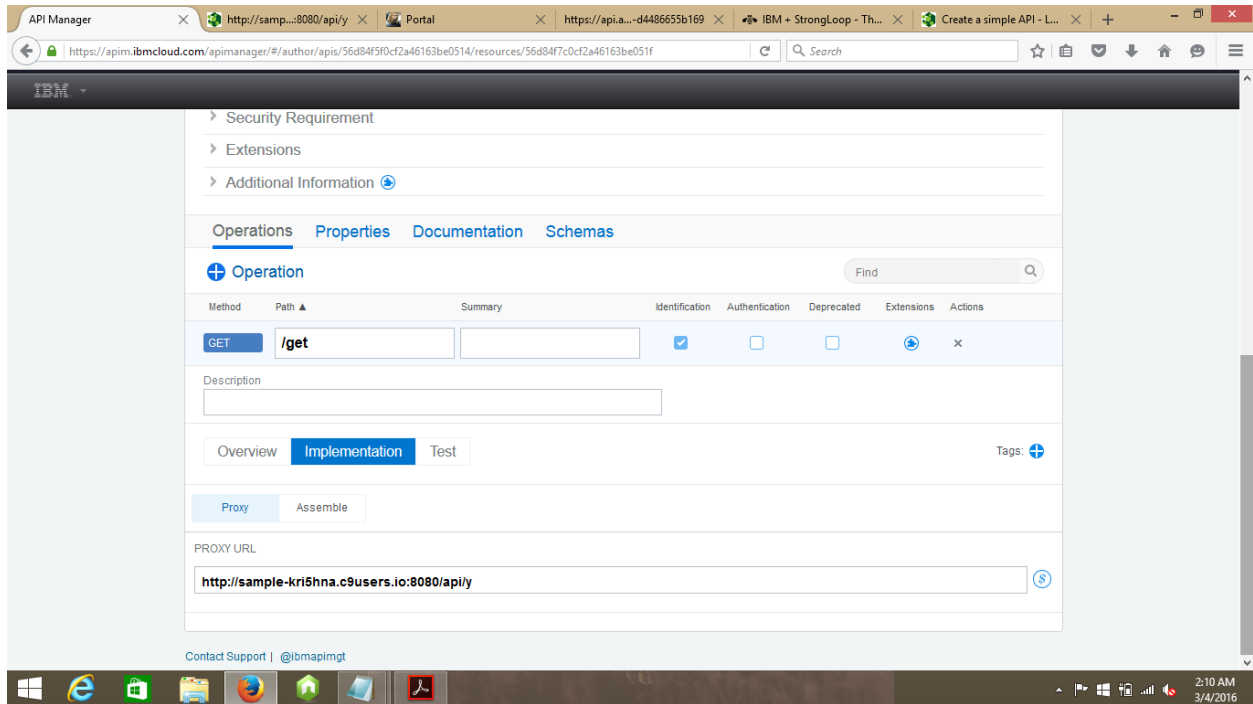 API Manager
http://samp...:8080/api/y
Portal
https://api.a...-d4486655b169
IBM + StrongLoop - Th...
Create a simple API - L...
https://apim.ibmcloud.com/apimanager/#/author/apis/56d84f5f0cf2a46163be0514/resources/56d84f7c0cf2a46163be051f
Search
IBM
Security Requirement
Extensions
Additional Information
Operations Properties Documentation Schemas
Operation
Find
Method Path ▲ Summary Identification Authentication Deprecated Extensions Actions
GET /get
Description
Overview Implementation Test
Tags:
Proxy Assemble
PROXY URL
http://sample-kri5hna.c9users.io:8080/api/y
Contact Support | @ibmapimgt
2:10 AM
3/4/2016